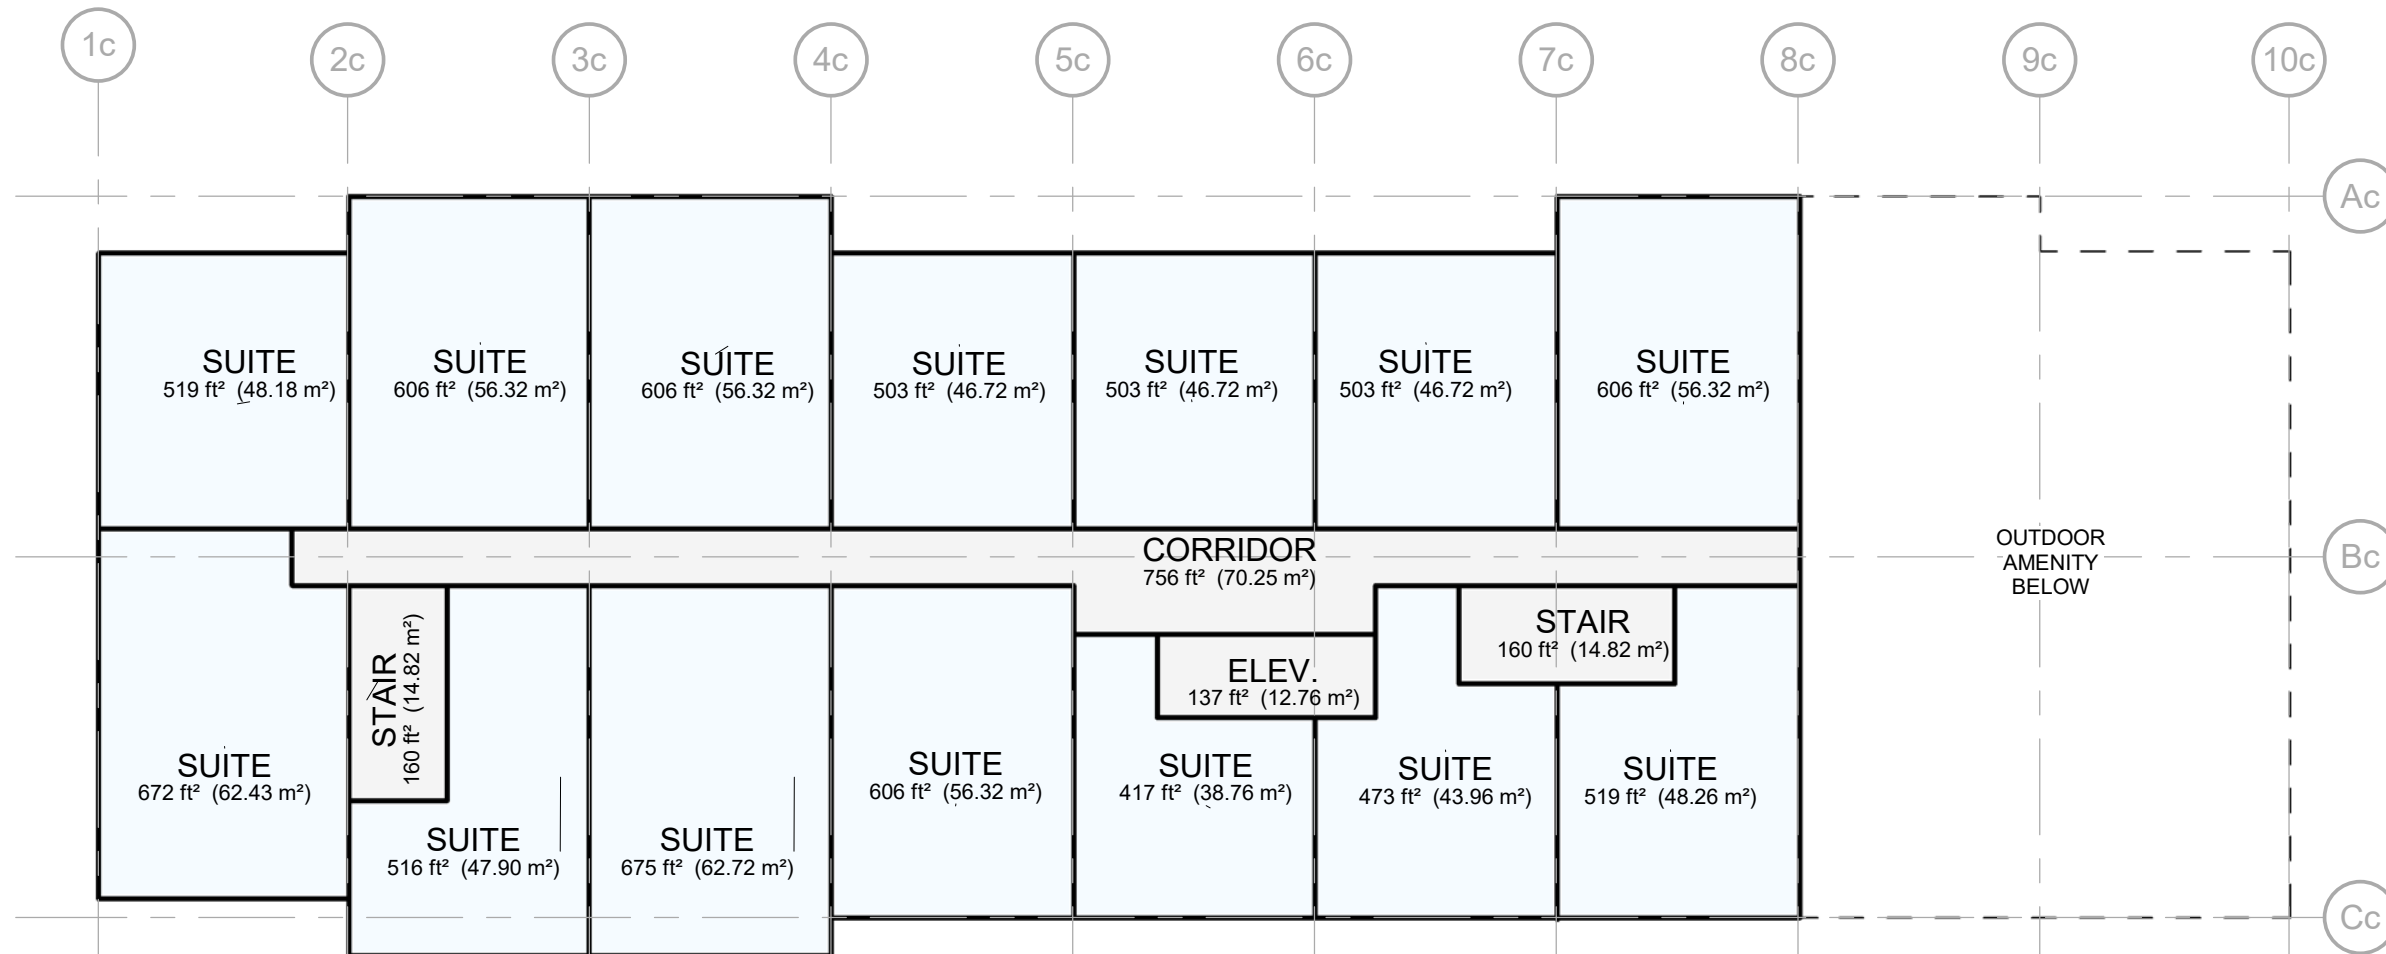 1c
2c
3c
4c
5c
6c
7c
8c
9c
10c
Ac
SUITE
519 ft² (48.18 m²)
SUITE
606 ft² (56.32 m²)
SUITE
606 ft² (56.32 m²)
SUITE
503 ft² (46.72 m²)
SUITE
503 ft² (46.72 m²)
SUITE
503 ft² (46.72 m²)
SUITE
606 ft² (56.32 m²)
CORRIDOR
756 ft² (70.25 m²)
OUTDOOR
AMENITY
BELOW
Bc
STAIR
160 ft² (14.82 m²)
STAIR
160 ft² (14.82 m²)
ELEV.
137 ft² (12.76 m²)
SUITE
672 ft² (62.43 m²)
SUITE
516 ft² (47.90 m²)
SUITE
675 ft² (62.72 m²)
SUITE
606 ft² (56.32 m²)
SUITE
417 ft² (38.76 m²)
SUITE
473 ft² (43.96 m²)
SUITE
519 ft² (48.26 m²)
Cc